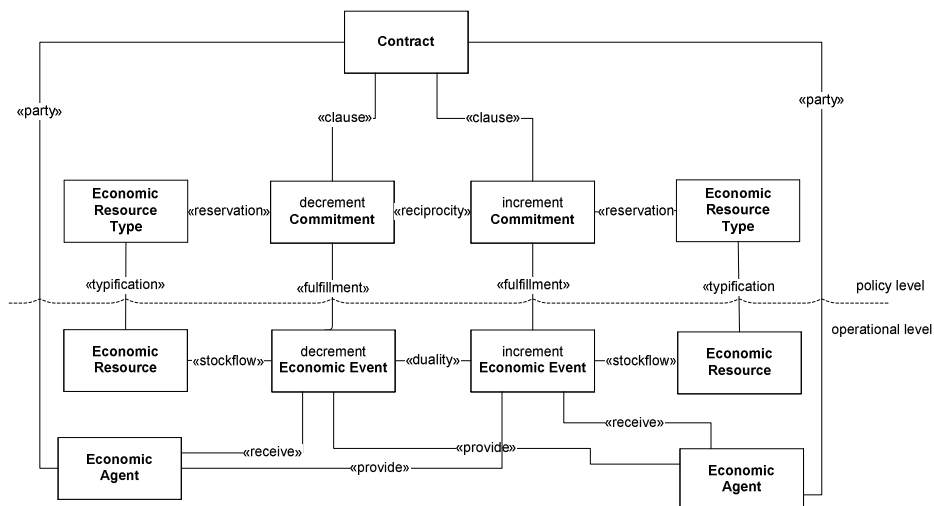 Contract
«party»
«party»
«clause»
«clause»
Economic
Resource
Type
«reservation»
decrement
Commitment
«reciprocity»
increment
Commitment
«reservation
Economic
Resource
Type
«typification»
«fulfillment»
«fulfillment»
«typification
policy level
operational level
Economic
Resource
«stockflow»
decrement
Economic Event
«duality»
increment
Economic Event
«stockflow»
Economic
Resource
«receive»
«receive»
«provide»
«provide»
Economic
Agent
Economic
Agent